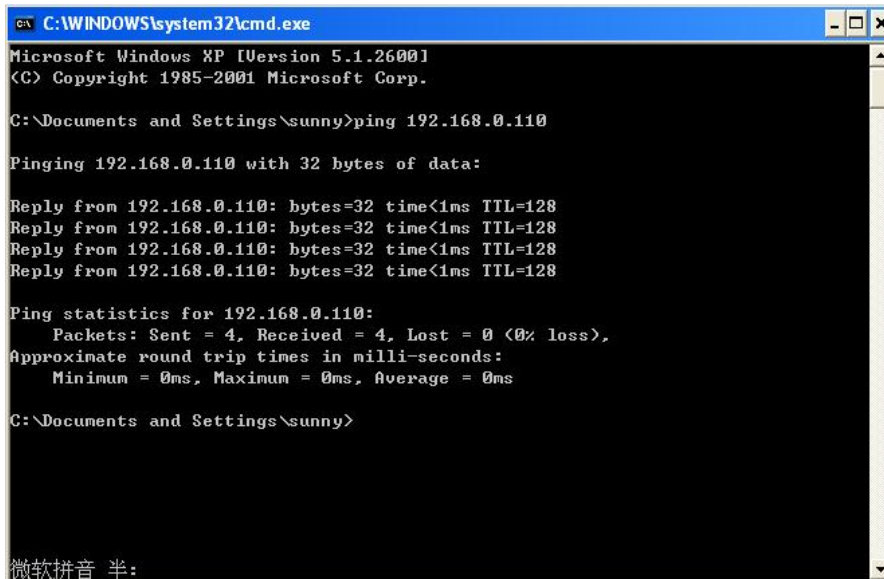 C:\WINDOWS\system32\cmd.exe
Microsoft Windows XP [Version 5.1.2600]
(C) Copyright 1985-2001 Microsoft Corp.
C:\Documents and Settings\sunny>ping 192.168.0.110
Pinging 192.168.0.110 with 32 bytes of data:
Reply from 192.168.0.110: bytes=32 time<1ms TTL=128
Reply from 192.168.0.110: bytes=32 time<1ms TTL=128
Reply from 192.168.0.110: bytes=32 time<1ms TTL=128
Reply from 192.168.0.110: bytes=32 time<1ms TTL=128
Ping statistics for 192.168.0.110:
    Packets: Sent = 4, Received = 4, Lost = 0 (0% loss),
Approximate round trip times in milli-seconds:
    Minimum = 0ms, Maximum = 0ms, Average = 0ms
C:\Documents and Settings\sunny>
微软拼音 半: